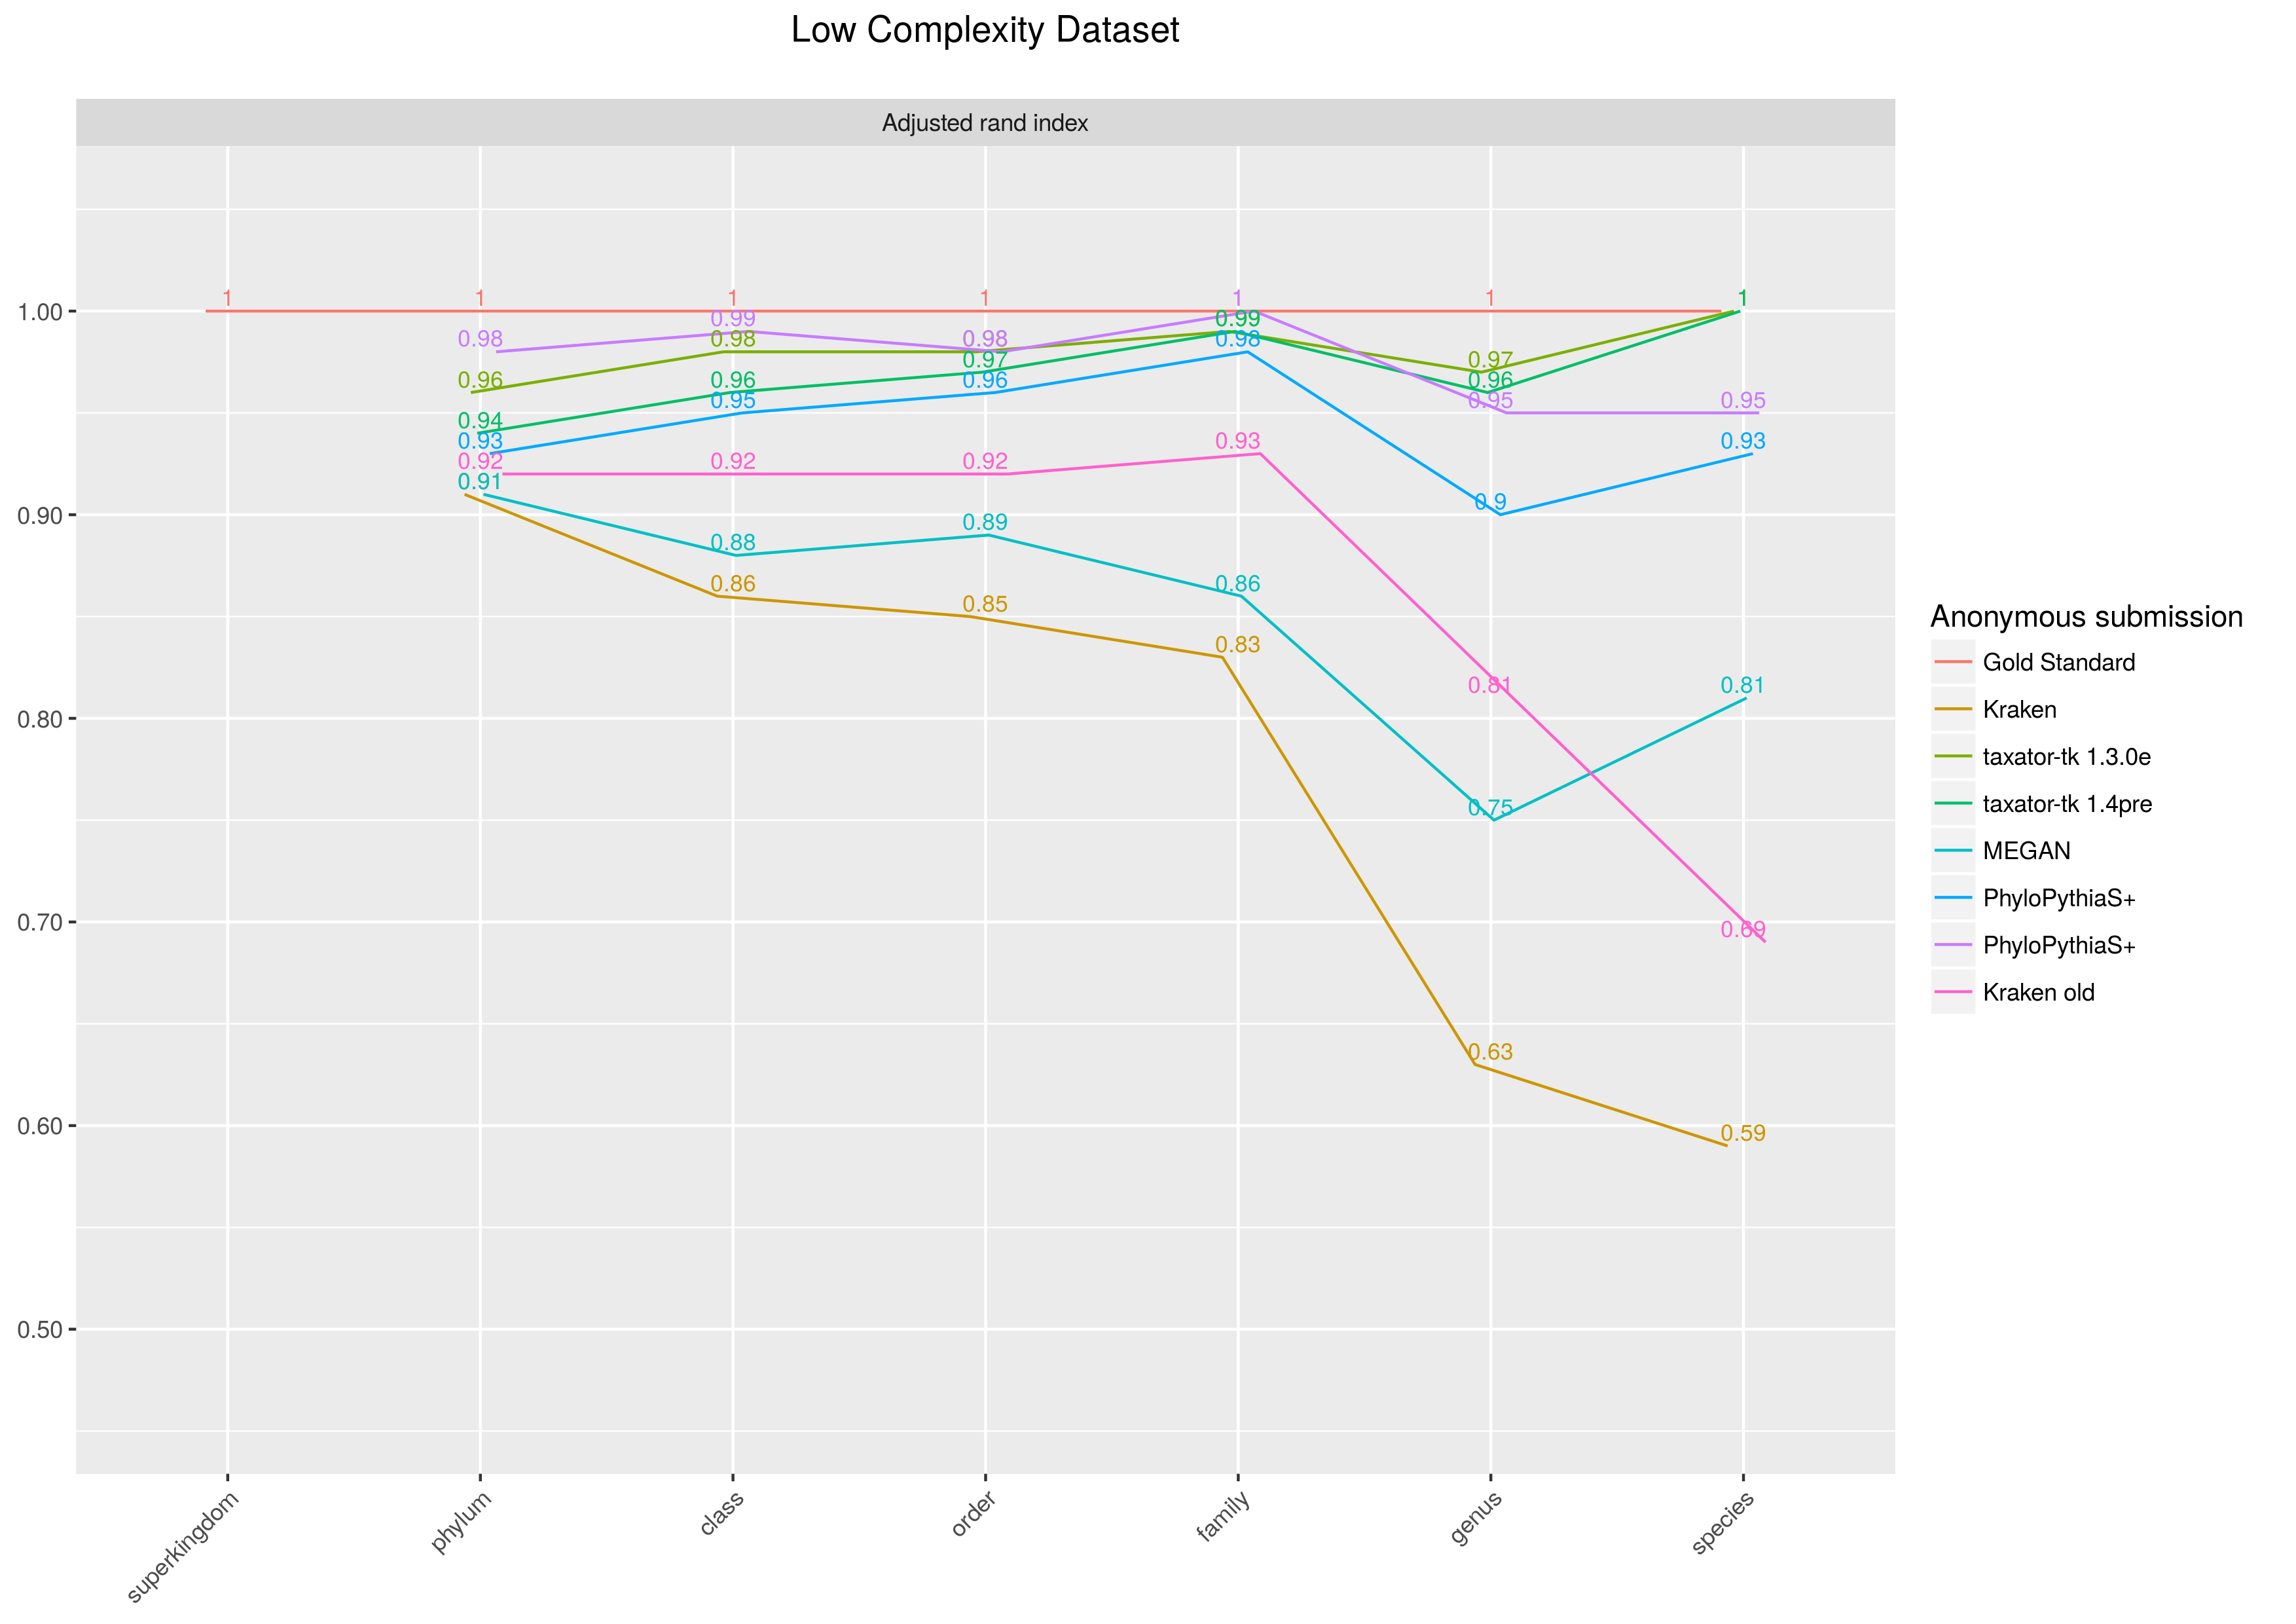 Low Complexity Dataset
Adjusted rand index
1 1 1 1 1 1 1
0.99
0.98 0.98 0.98 0.99
0.98
0.96 0.96 0.97 0.97
0.96 0.96
0.95 0.95 0.95
0.94
0.93 0.93 0.93
0.92 0.92 0.92
0.91
0.9
0.89
0.88
0.86 0.86
0.85
0.83
0.81 0.81
0.75
0.69
0.63
0.59
1.00
0.90
0.80
0.70
0.60
0.50
superkingdom
phylum
class
order
family
genus
species
Anonymous submission
Gold Standard
Kraken
taxator-tk 1.3.0e
taxator-tk 1.4pre
MEGAN
PhyloPythiaS+
PhyloPythiaS+
Kraken old